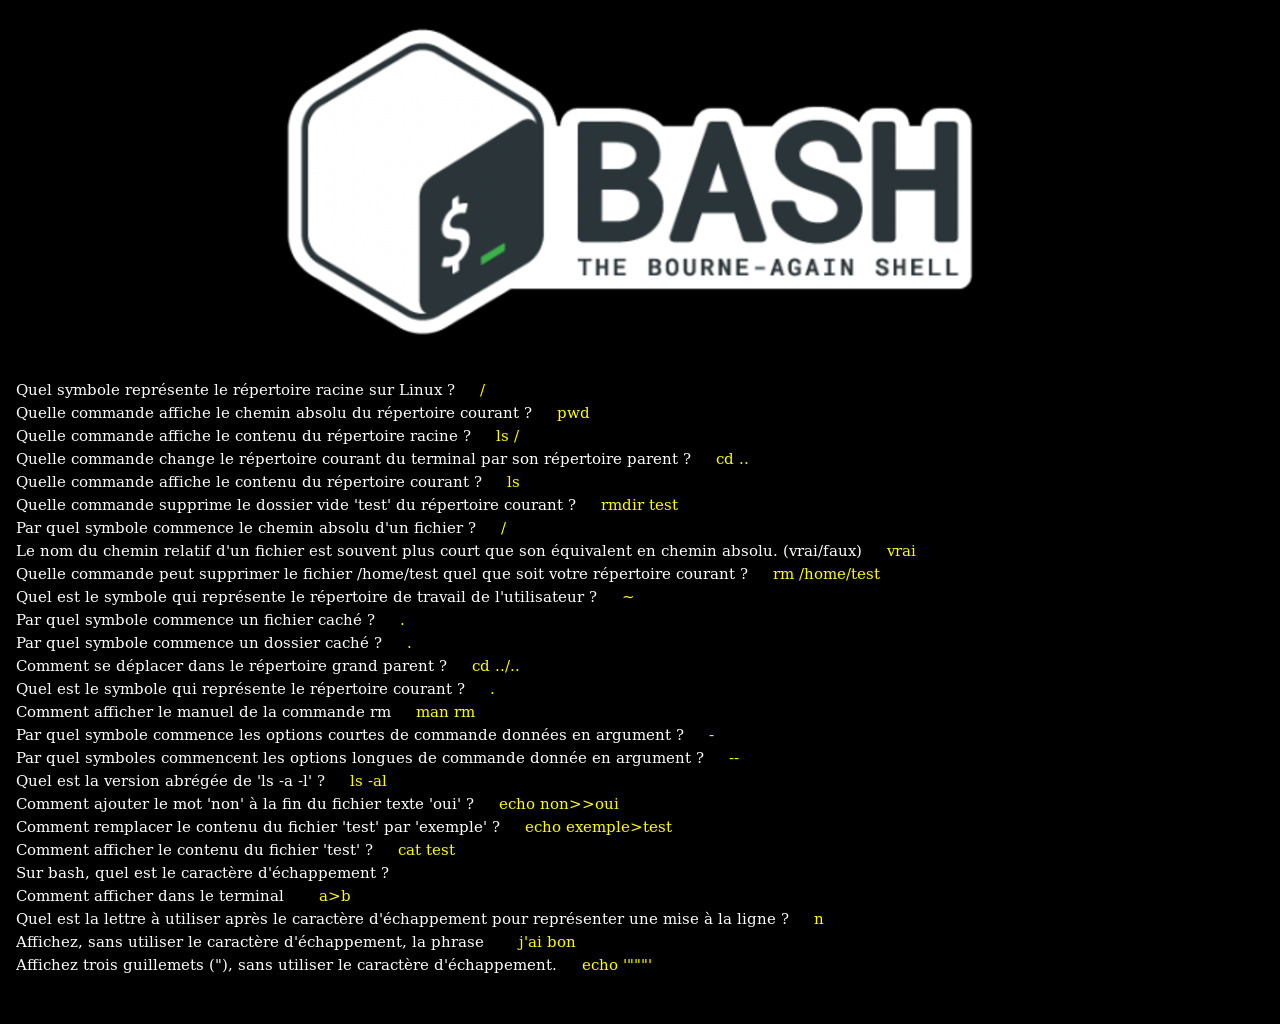 $_
BASH
THE BOURNE-AGAIN SHELL
Quel symbole représente le répertoire racine sur Linux ? /
Quelle commande affiche le chemin absolu du répertoire courant ? pwd
Quelle commande affiche le contenu du répertoire racine ? ls /
Quelle commande change le répertoire courant du terminal par son répertoire parent ? cd ..
Quelle commande affiche le contenu du répertoire courant ? ls
Quelle commande supprime le dossier vide 'test' du répertoire courant ? rmdir test
Par quel symbole commence le chemin absolu d'un fichier ? /
Le nom du chemin relatif d'un fichier est souvent plus court que son équivalent en chemin absolu. (vrai/faux) vrai
Quelle commande peut supprimer le fichier /home/test quel que soit votre répertoire courant ? rm /home/test
Quel est le symbole qui représente le répertoire de travail de l'utilisateur ? ~
Par quel symbole commence un fichier caché ? .
Par quel symbole commence un dossier caché ? .
Comment se déplacer dans le répertoire grand parent ? cd ../..
Quel est le symbole qui représente le répertoire courant ? .
Comment afficher le manuel de la commande rm man rm
Par quel symbole commence les options courtes de commande données en argument ? -
Par quel symboles commencent les options longues de commande donnée en argument ? --
Quel est la version abrégée de 'ls -a -l' ? ls -al
Comment ajouter le mot 'non' à la fin du fichier texte 'oui' ? echo non>>oui
Comment remplacer le contenu du fichier 'test' par 'exemple' ? echo exemple>test
Comment afficher le contenu du fichier 'test' ? cat test
Sur bash, quel est le caractère d'échappement ?
Comment afficher dans le terminal a>b
Quel est la lettre à utiliser après le caractère d'échappement pour représenter une mise à la ligne ? n
Affichez, sans utiliser le caractère d'échappement, la phrase j'ai bon
Affichez trois guillemets ("), sans utiliser le caractère d'échappement. echo '"""'